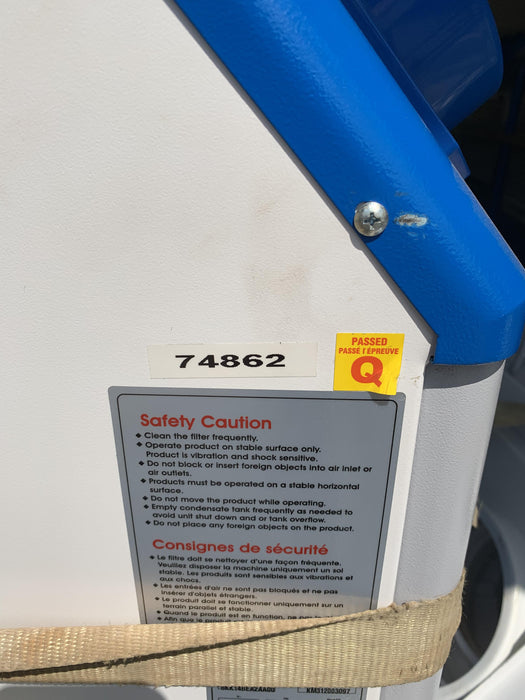 74862
PASSED
PASSÉ / ÉPREUVE
Q
Safety Caution
◆ Clean the filter frequently.
◆ Operate product on stable surface only.
Product is vibration and shock sensitive.
◆ Do not block or insert foreign objects into air inlet or
air outlets.
◆ Products must be operated on a stable horizontal
surface.
◆ Do not move the product while operating.
◆ Empty condensate tank frequently as needed to
avoid unit shut down and or tank overflow.
◆ Do not place any foreign objects on the product.
Consignes de sécurité
◆ Le filtre doit se nettoyer d'une façon fréquente.
Veuillez disposer la machine uniquement un sol
stable. Les produits sont sensibles aux vibrations et
aux chocs.
◆ Les entrées d'air ne sont pas bloqués et ne pas
insérer d'objets étrangers.
◆ Le produit doit se fonctionner uniquement sur un
terrain parallel et stable.
◆ Quand le produit est en function, ne pas
◆ Afin que le
KM312003097